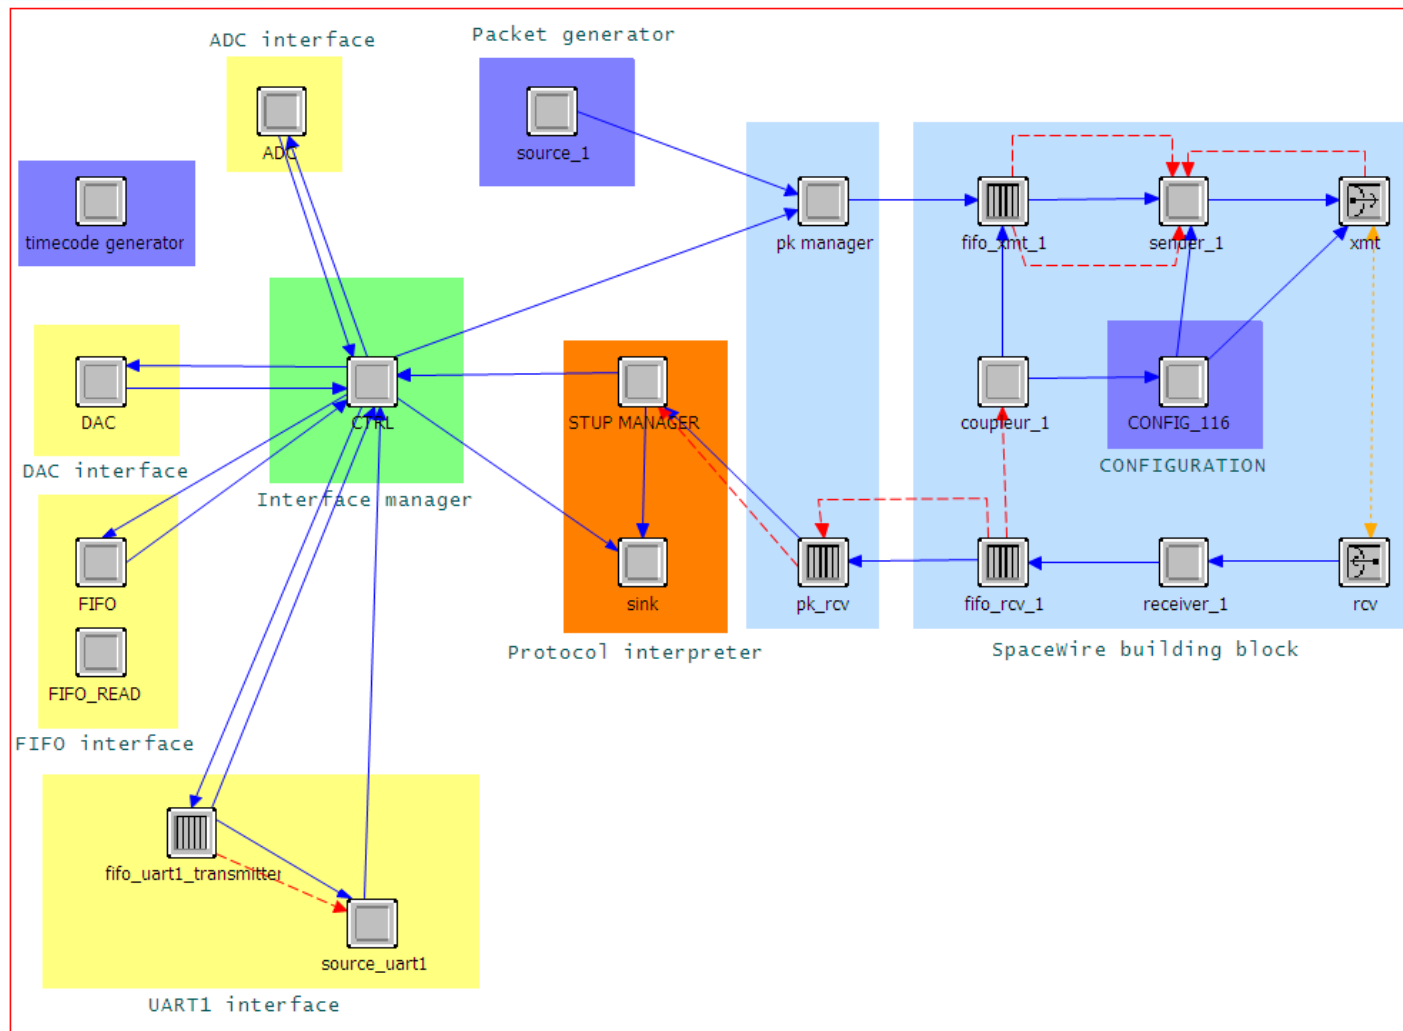 Packet generator
ADC interface
ADC
source_1
timecode generator
pk manager
fifo_xmt_1
sender_1
xmt
DAC
CTRL
STUP MANAGER
coupleur_1
CONFIG_116
DAC interface
Interface manager
CONFIGURATION
FIFO
sink
pk_rcv
fifo_rcv_1
receiver_1
rcv
Protocol interpreter
SpaceWire building block
FIFO_READ
FIFO interface
fifo_uart1_transmitter
source_uart1
UART1 interface